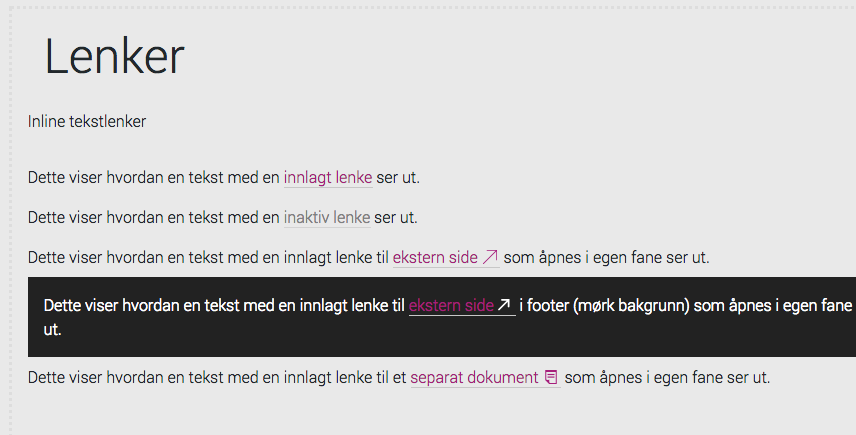 Lenker
Inline tekstlenker
Dette viser hvordan en tekst med en innlagt lenke ser ut.
Dette viser hvordan en tekst med en inaktiv lenke ser ut.
Dette viser hvordan en tekst med en innlagt lenke til ekstern side som åpnes i egen fane ser ut.
Dette viser hvordan en tekst med en innlagt lenke til ekstern side i footer (mørk bakgrunn) som åpnes i egen fane
ut.
Dette viser hvordan en tekst med en innlagt lenke til et separat dokument som åpnes i egen fane ser ut.